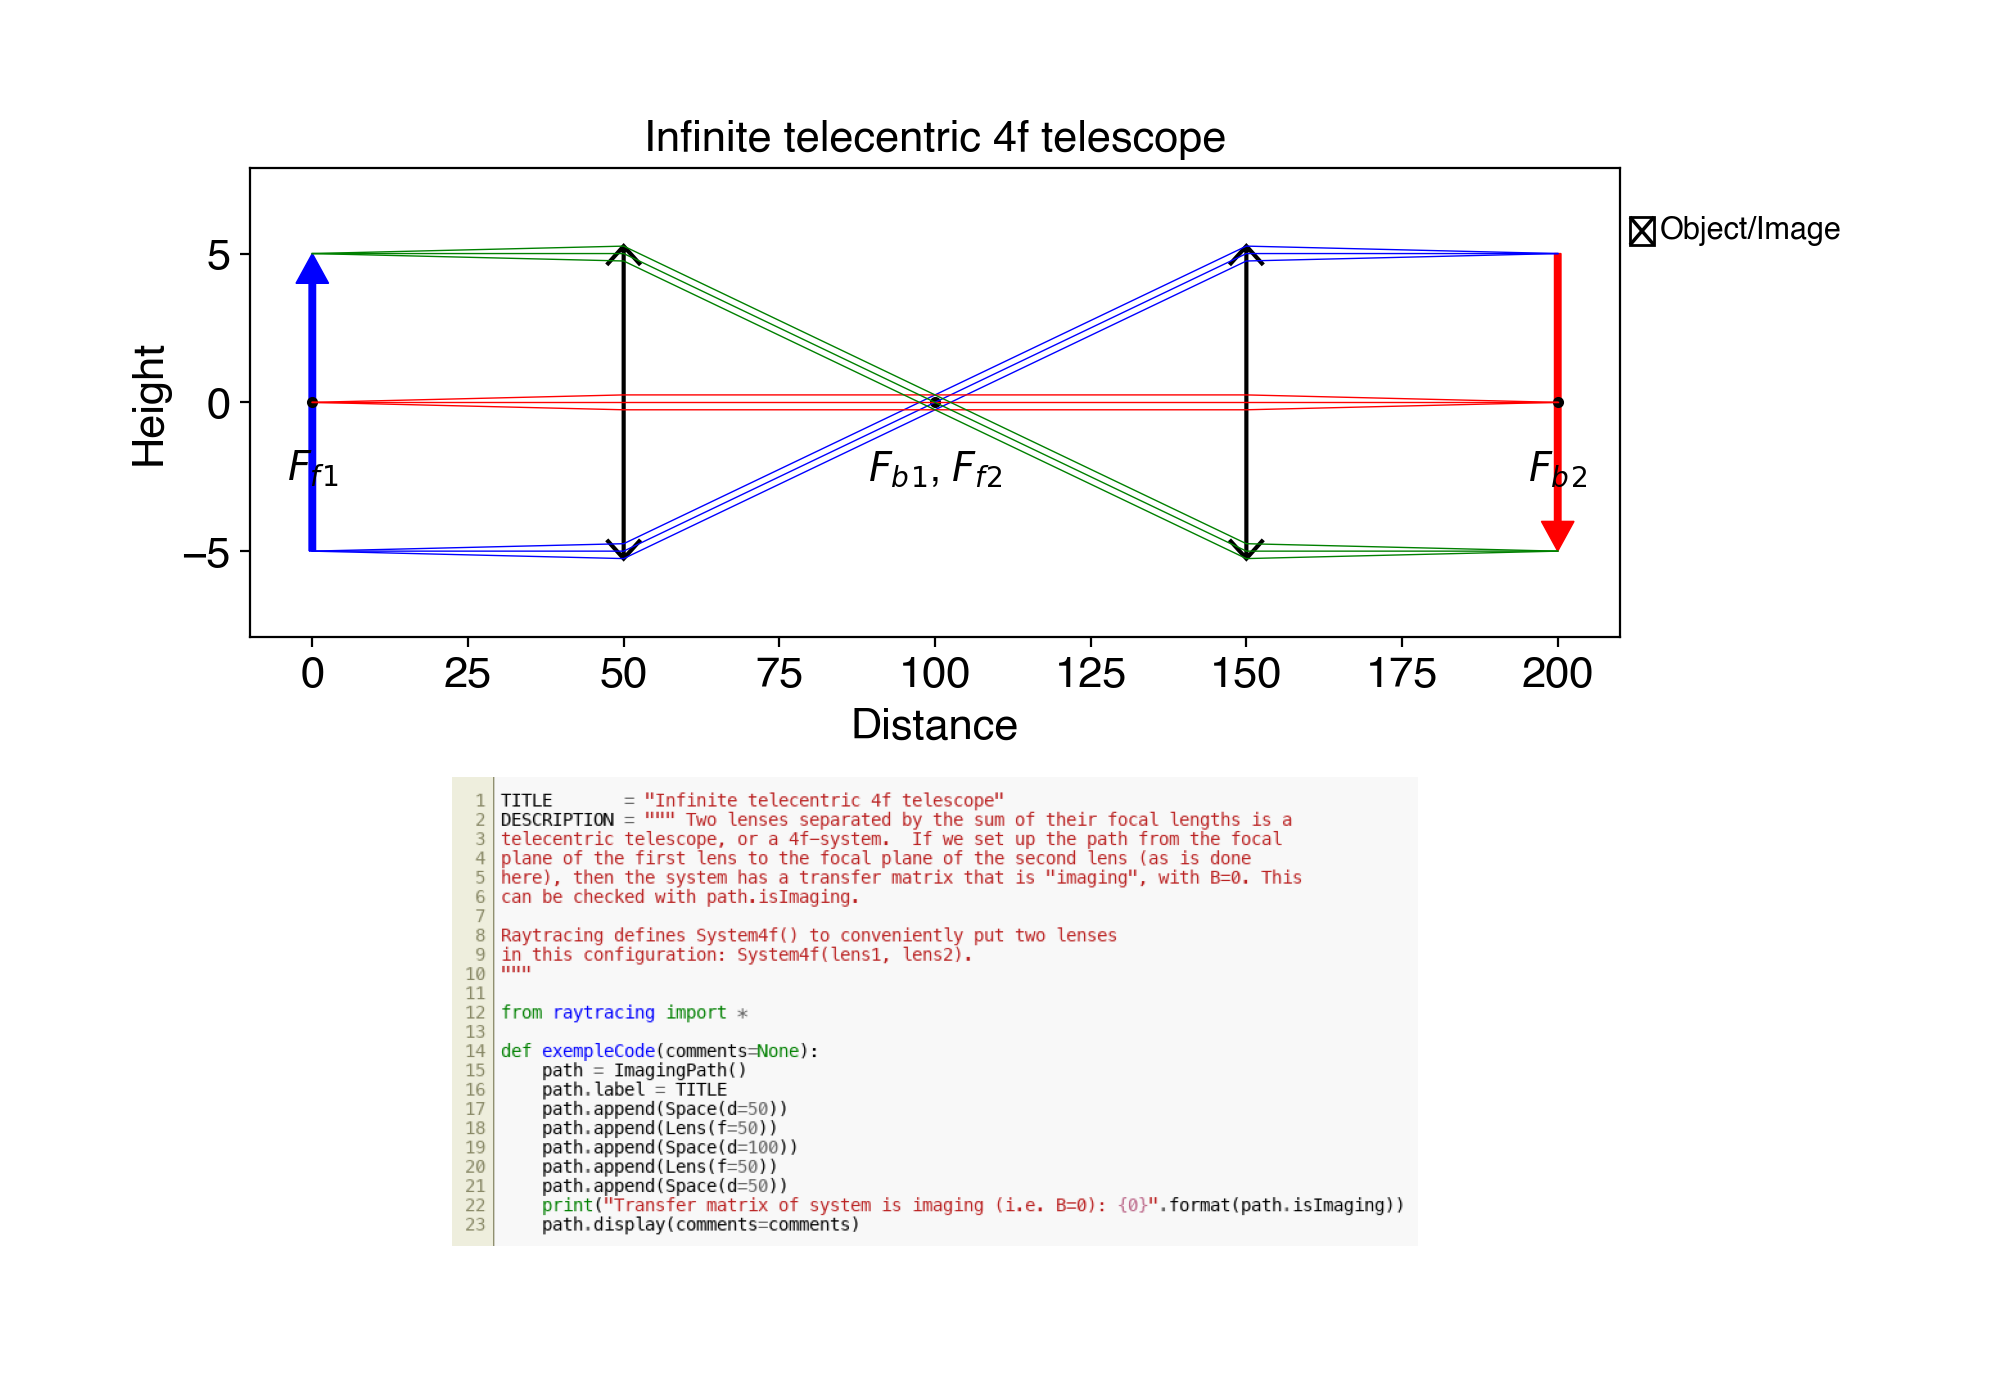 Infinite telecentric 4f telescope
Object/Image
5
0
−5
Height
F_f1
F_b1, F_f2
F_b2
0 25 50 75 100 125 150 175 200
Distance
1 TITLE       = "Infinite telecentric 4f telescope"
2 DESCRIPTION = """ Two lenses separated by the sum of their focal lengths is a
3 telecentric telescope, or a 4f-system.  If we set up the path from the focal
4 plane of the first lens to the focal plane of the second lens (as is done
5 here), then the system has a transfer matrix that is "imaging", with B=0. This
6 can be checked with path.isImaging.
7
8 Raytracing defines System4f() to conveniently put two lenses
9 in this configuration: System4f(lens1, lens2).
10 """
11
12 from raytracing import *
13
14 def exempleCode(comments=None):
15     path = ImagingPath()
16     path.label = TITLE
17     path.append(Space(d=50))
18     path.append(Lens(f=50))
19     path.append(Space(d=100))
20     path.append(Lens(f=50))
21     path.append(Space(d=50))
22     print("Transfer matrix of system is imaging (i.e. B=0): {0}".format(path.isImaging))
23     path.display(comments=comments)